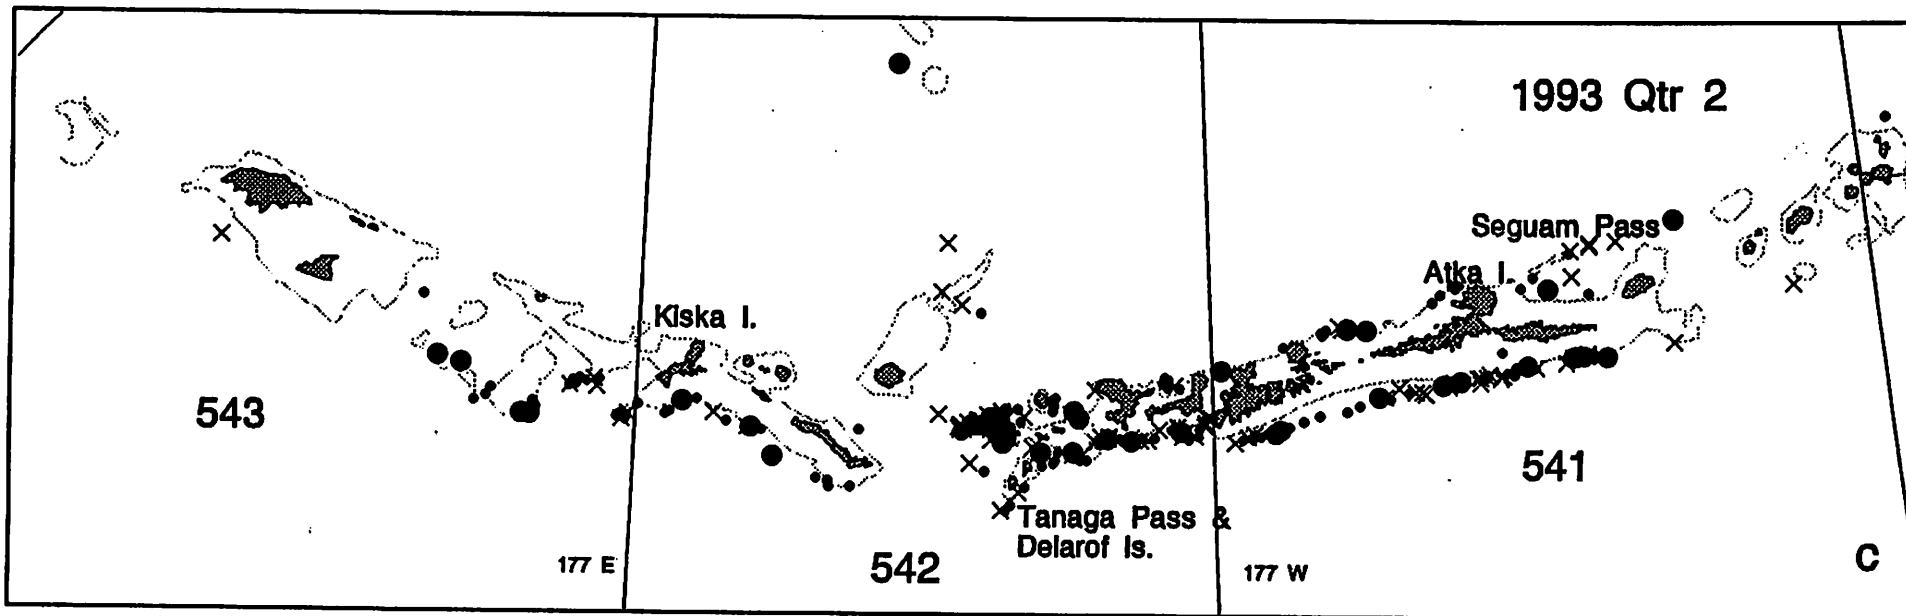 1993 Qtr 2
Seguam Pass
Atka I.
Kiska I.
543
541
Tanaga Pass &
Delarof Is.
177 E
542
177 W
C